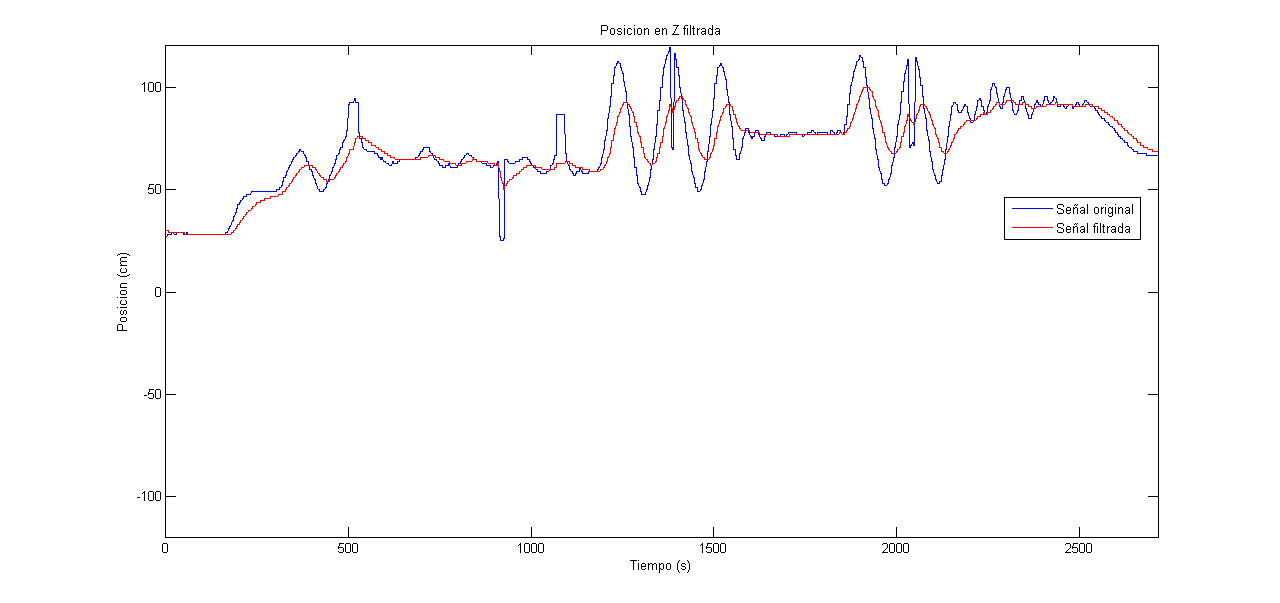 Posicion en Z filtrada
100
50
0
-50
-100
Posicion (cm)
Señal original
Señal filtrada
0 500 1000 1500 2000 2500
Tiempo (s)